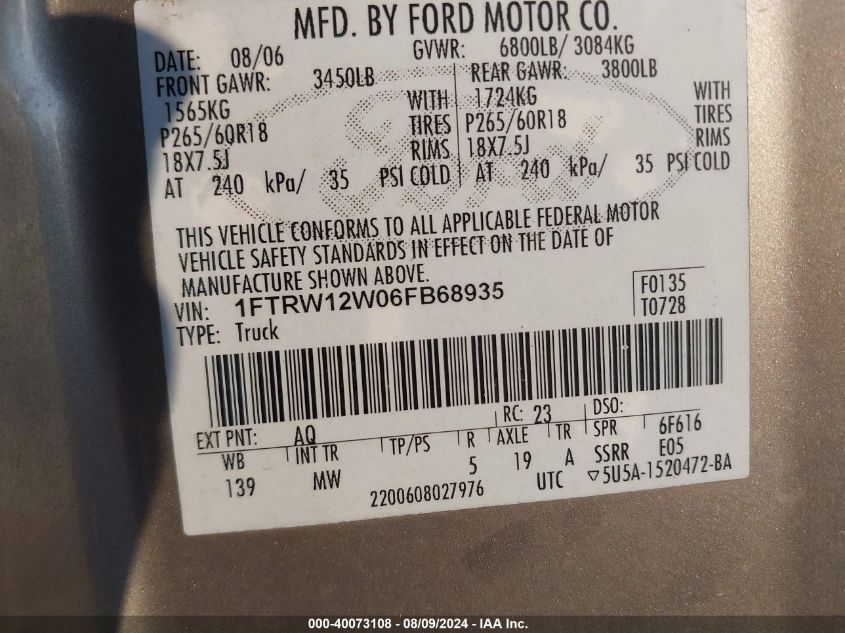 MFD. BY FORD MOTOR CO.
DATE: 08/06 GVWR: 6800LB/ 3084KG
FRONT GAWR: 3450LB REAR GAWR: 3800LB
1565KG WITH 1724KG WITH
P265/60R18 TIRES P265/60R18 TIRES
18X7.5J RIMS 18X7.5J RIMS
AT 240 kPa/ 35 PSI COLD AT 240 kPa/ 35 PSI COLD
THIS VEHICLE CONFORMS TO ALL APPLICABLE FEDERAL MOTOR
VEHICLE SAFETY STANDARDS IN EFFECT ON THE DATE OF
MANUFACTURE SHOWN ABOVE.
VIN: 1FTRW12W06FB68935 F0135
TYPE: Truck T0728
EXT PNT: AQ RC: 23 DSO:
WB INT TR TP/PS R AXLE TR SPR 6F616
139 MW 5 19 A SSRR E05
2200608027976 UTC ▽5U5A-1520472-BA
000-40073108 - 08/09/2024 - IAA Inc.